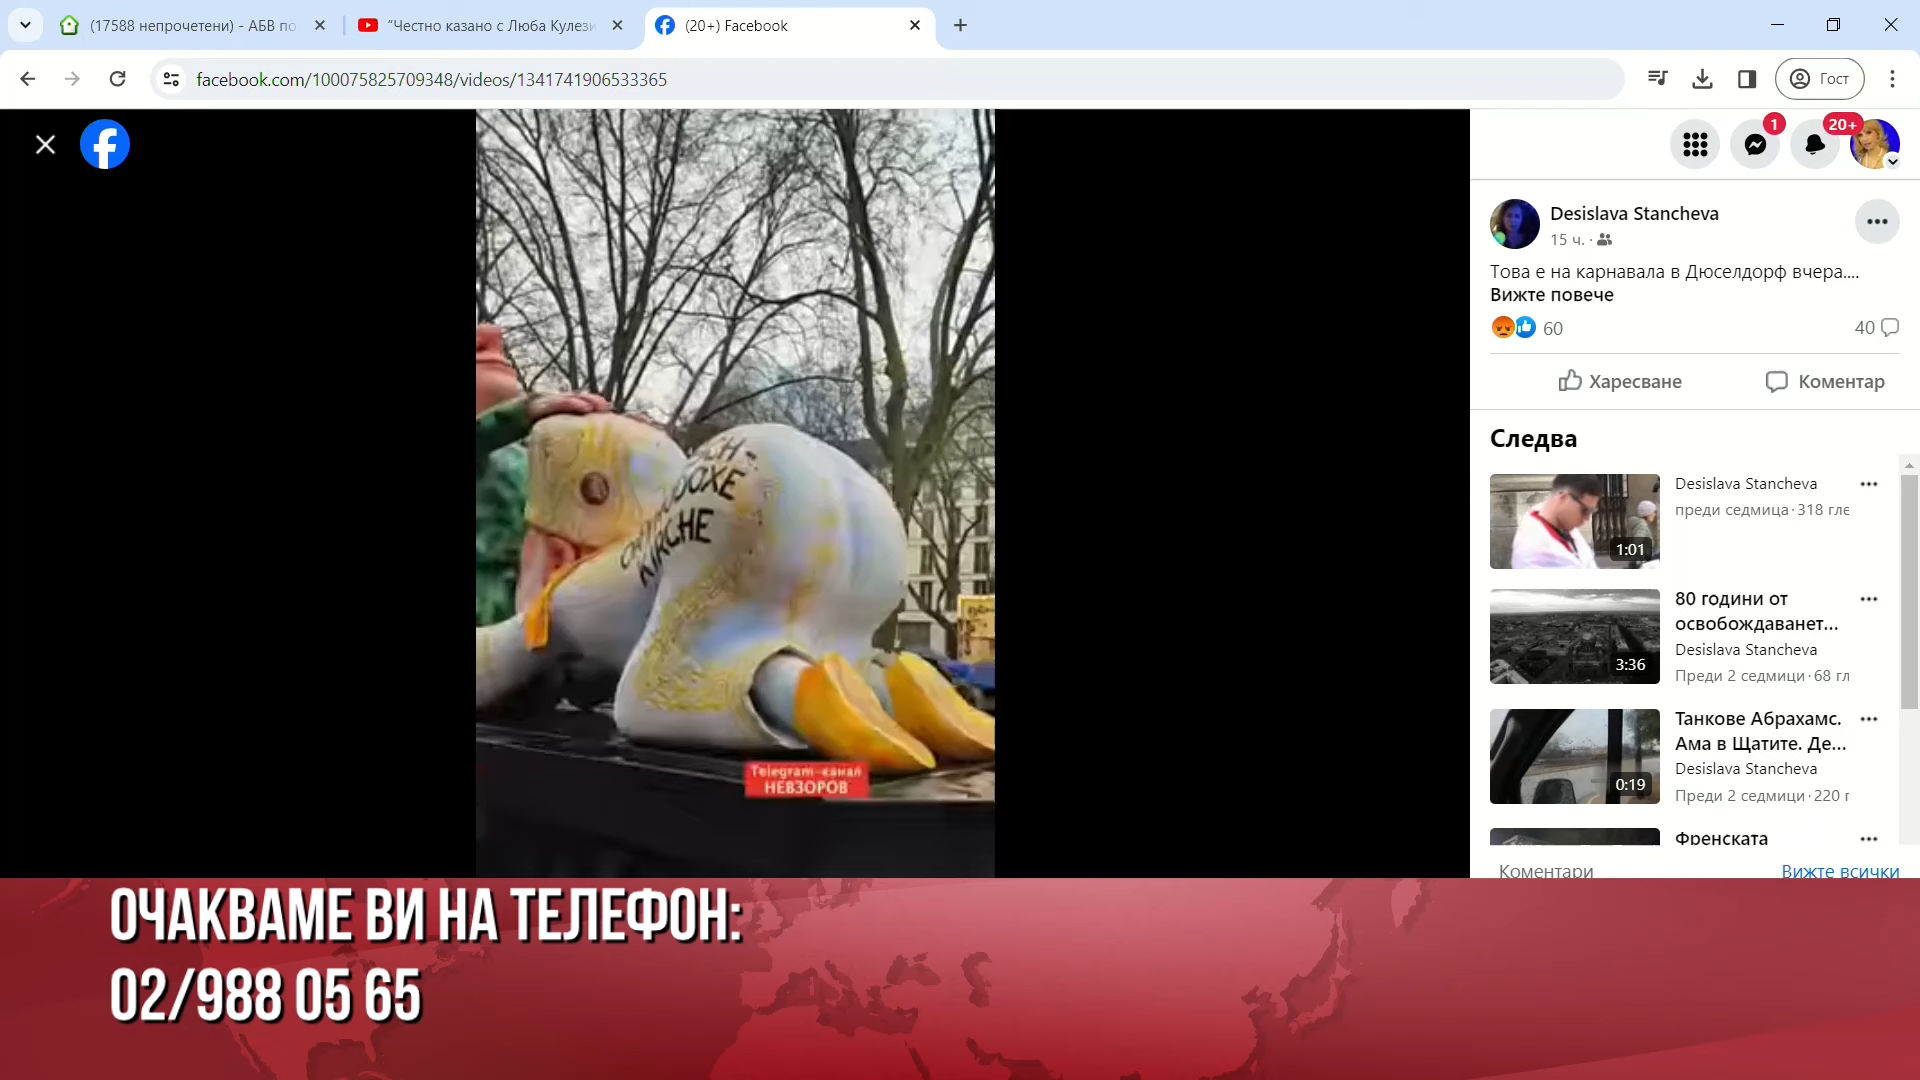 (17588 непрочетени) - АБВ по
"Честно казано с Люба Кулези
(20+) Facebook
facebook.com/100075825709348/videos/1341741906533365
Гост
1
20+
Desislava Stancheva
15 ч. ·
Това е на карнавала в Дюселдорф вчера....
Вижте повече
60
40
Харесване
Коментар
Следва
Desislava Stancheva
преди седмица · 318 гле
1:01
80 години от
освобождаванет...
Desislava Stancheva
Преди 2 седмици · 68 гл
3:36
Танкове Абрахамс.
Ама в Щатите. Де...
Desislava Stancheva
Преди 2 седмици · 220 г
0:19
Френската
Коментари
Вижте всички
KIRCHE
Telegram-канал
НЕВЗОРОВ
ОЧАКВАМЕ ВИ НА ТЕЛЕФОН:
02/988 05 65